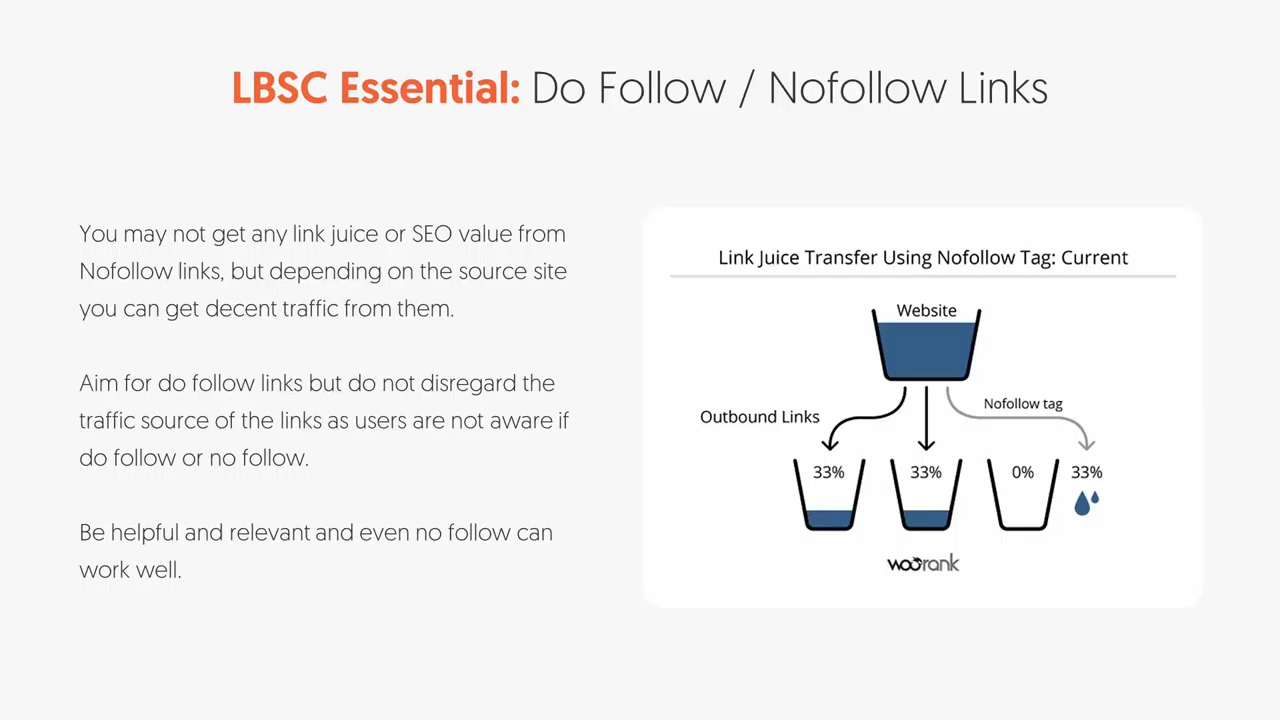 LBSC Essential: Do Follow / Nofollow Links
You may not get any link juice or SEO value from
Nofollow links, but depending on the source site
you can get decent traffic from them.
Aim for do follow links but do not disregard the
traffic source of the links as users are not aware if
do follow or no follow.
Be helpful and relevant and even no follow can
work well.
Link Juice Transfer Using Nofollow Tag: Current
Website
Nofollow tag
Outbound Links
33% 33% 0% 33%
woorank